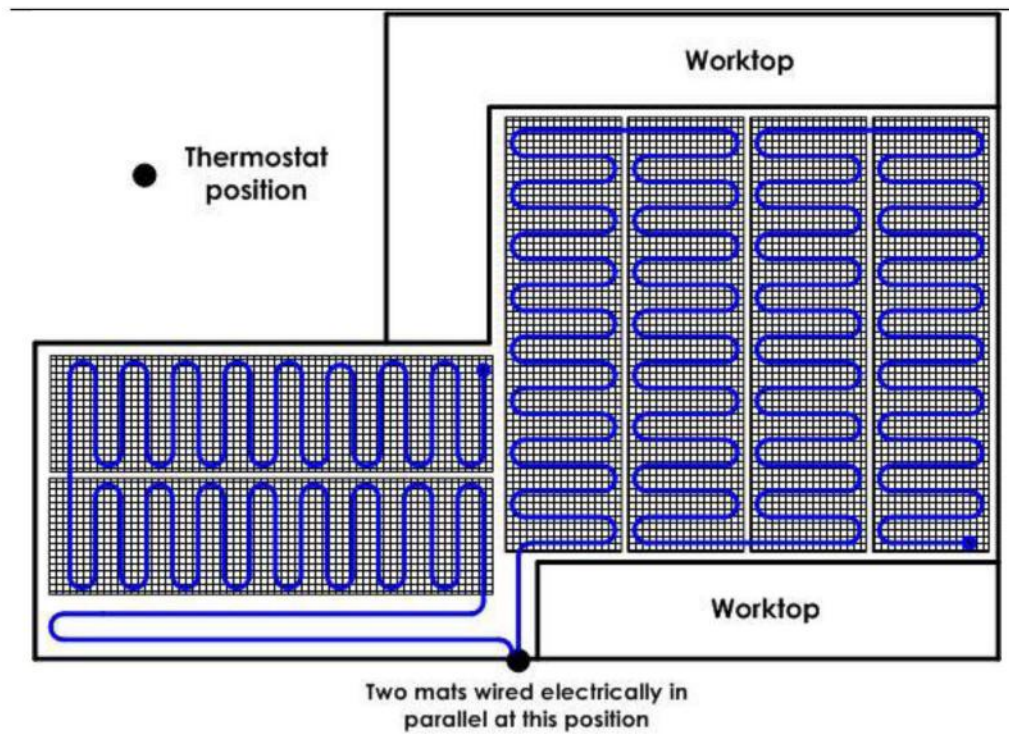 Worktop
Thermostat
position
Worktop
Two mats wired electrically in
parallel at this position